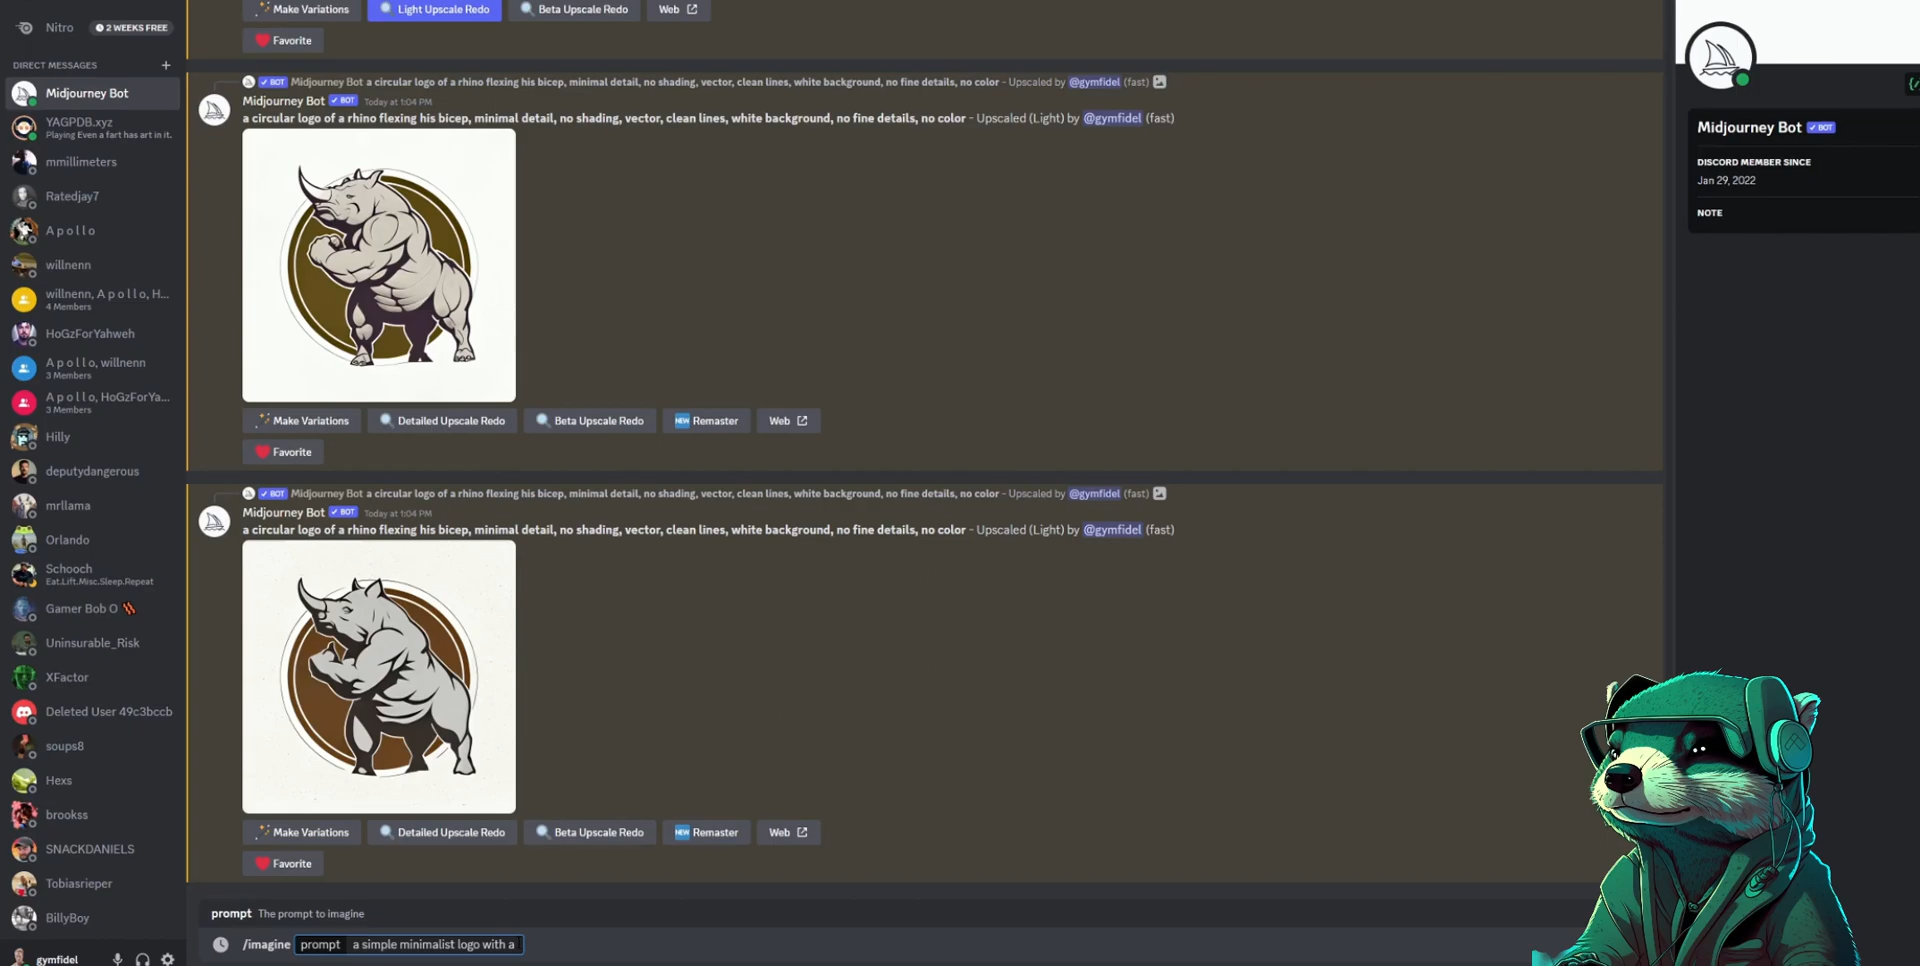 Nitro
2 WEEKS FREE
DIRECT MESSAGES +
Midjourney Bot
YAGPDB.xyz
Playing Even a fart has art in it.
mmillimeters
Ratedjay7
A p o l l o
willnenn
willnenn, A p o l l o, H...
4 Members
HoGzForYahweh
A p o l l o, willnenn
3 Members
A p o l l o, HoGzForYa...
3 Members
Hilly
deputydangerous
mrllama
Orlando
Schooch
Eat.Lift.Misc.Sleep.Repeat
Gamer Bob O
Uninsurable_Risk
XFactor
Deleted User 49c3bccb
soups8
Hexs
brookss
SNACKDANIELS
Tobiasrieper
BillyBoy
gymfidel
Make Variations Light Upscale Redo Beta Upscale Redo Web
Favorite
BOT Midjourney Bot a circular logo of a rhino flexing his bicep, minimal detail, no shading, vector, clean lines, white background, no fine details, no color - Upscaled by @gymfidel (fast)
Midjourney Bot BOT Today at 1:04 PM
a circular logo of a rhino flexing his bicep, minimal detail, no shading, vector, clean lines, white background, no fine details, no color - Upscaled (Light) by @gymfidel (fast)
Make Variations Detailed Upscale Redo Beta Upscale Redo NEW Remaster Web
Favorite
BOT Midjourney Bot a circular logo of a rhino flexing his bicep, minimal detail, no shading, vector, clean lines, white background, no fine details, no color - Upscaled by @gymfidel (fast)
Midjourney Bot BOT Today at 1:04 PM
a circular logo of a rhino flexing his bicep, minimal detail, no shading, vector, clean lines, white background, no fine details, no color - Upscaled (Light) by @gymfidel (fast)
Make Variations Detailed Upscale Redo Beta Upscale Redo NEW Remaster Web
Favorite
prompt The prompt to imagine
/imagine prompt a simple minimalist logo with a
Midjourney Bot BOT
DISCORD MEMBER SINCE
Jan 29, 2022
NOTE